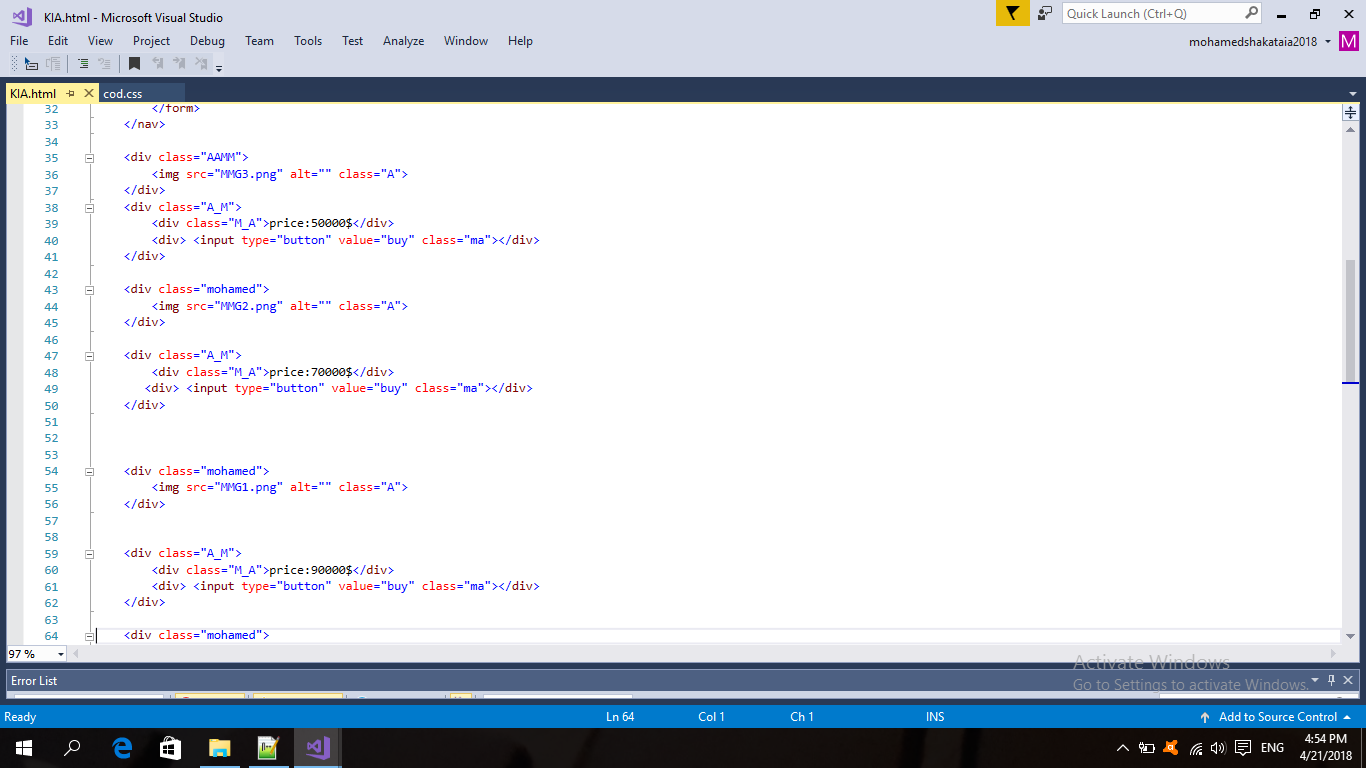 KIA.html - Microsoft Visual Studio
Quick Launch (Ctrl+Q)
File Edit View Project Debug Team Tools Test Analyze Window Help
mohamedshakataia2018 M
KIA.html cod.css
32 </form>
33 </nav>
34
35 <div class="AAMM">
36 <img src="MMG3.png" alt="" class="A">
37 </div>
38 <div class="A_M">
39 <div class="M_A">price:50000$</div>
40 <div> <input type="button" value="buy" class="ma"></div>
41 </div>
42
43 <div class="mohamed">
44 <img src="MMG2.png" alt="" class="A">
45 </div>
46
47 <div class="A_M">
48 <div class="M_A">price:70000$</div>
49 <div> <input type="button" value="buy" class="ma"></div>
50 </div>
51
52
53
54 <div class="mohamed">
55 <img src="MMG1.png" alt="" class="A">
56 </div>
57
58
59 <div class="A_M">
60 <div class="M_A">price:90000$</div>
61 <div> <input type="button" value="buy" class="ma"></div>
62 </div>
63
64 <div class="mohamed">
97 %
Activate Windows
Error List
Go to Settings to activate Windows.
Ready Ln 64 Col 1 Ch 1 INS Add to Source Control
ENG 4:54 PM
4/21/2018